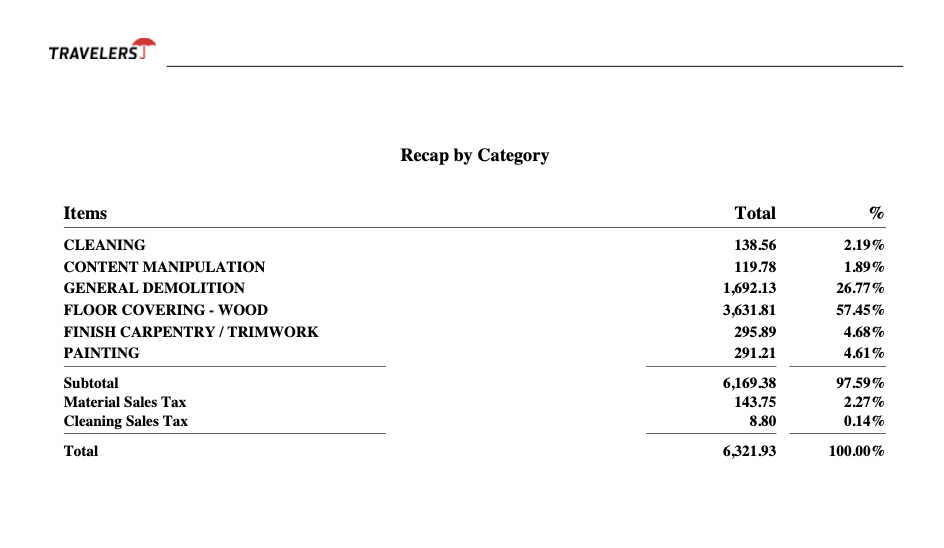 TRAVELERS
Recap by Category
Items Total %
CLEANING 138.56 2.19%
CONTENT MANIPULATION 119.78 1.89%
GENERAL DEMOLITION 1,692.13 26.77%
FLOOR COVERING - WOOD 3,631.81 57.45%
FINISH CARPENTRY / TRIMWORK 295.89 4.68%
PAINTING 291.21 4.61%
Subtotal 6,169.38 97.59%
Material Sales Tax 143.75 2.27%
Cleaning Sales Tax 8.80 0.14%
Total 6,321.93 100.00%